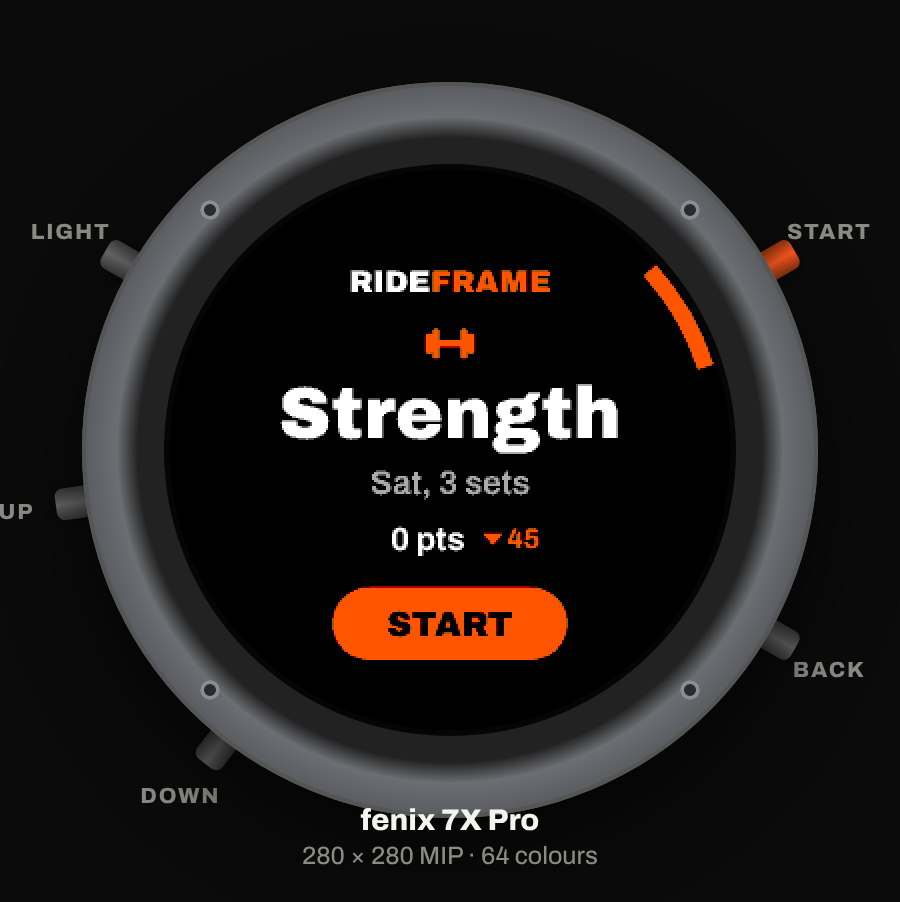 LIGHT
START
RIDEFRAME
Strength
Sat, 3 sets
UP
0 pts ▼45
START
BACK
DOWN
fenix 7X Pro
280 × 280 MIP · 64 colours